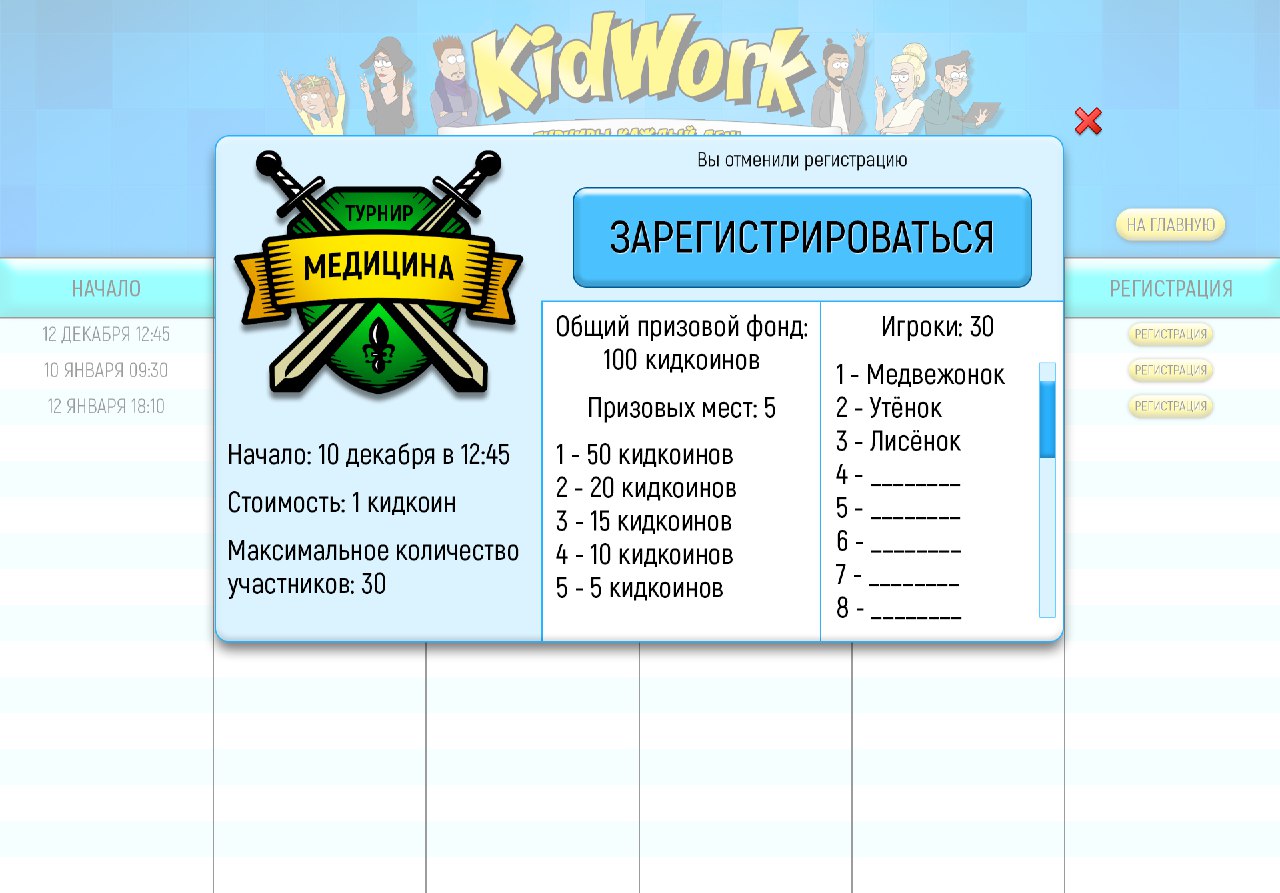 KidWork
ТУРНИРЫ КАЖДЫЙ ДЕНЬ
ТУРНИР
МЕДИЦИНА
Вы отменили регистрацию
ЗАРЕГИСТРИРОВАТЬСЯ
НА ГЛАВНУЮ
НАЧАЛО
РЕГИСТРАЦИЯ
12 ДЕКАБРЯ 12:45
РЕГИСТРАЦИЯ
10 ЯНВАРЯ 09:30
РЕГИСТРАЦИЯ
12 ЯНВАРЯ 18:10
РЕГИСТРАЦИЯ
Начало: 10 декабря в 12:45
Стоимость: 1 кидкоин
Максимальное количество
участников: 30
Общий призовой фонд:
100 кидкоинов
Призовых мест: 5
1 - 50 кидкоинов
2 - 20 кидкоинов
3 - 15 кидкоинов
4 - 10 кидкоинов
5 - 5 кидкоинов
Игроки: 30
1 - Медвежонок
2 - Утёнок
3 - Лисёнок
4 - ________
5 - ________
6 - ________
7 - ________
8 - ________